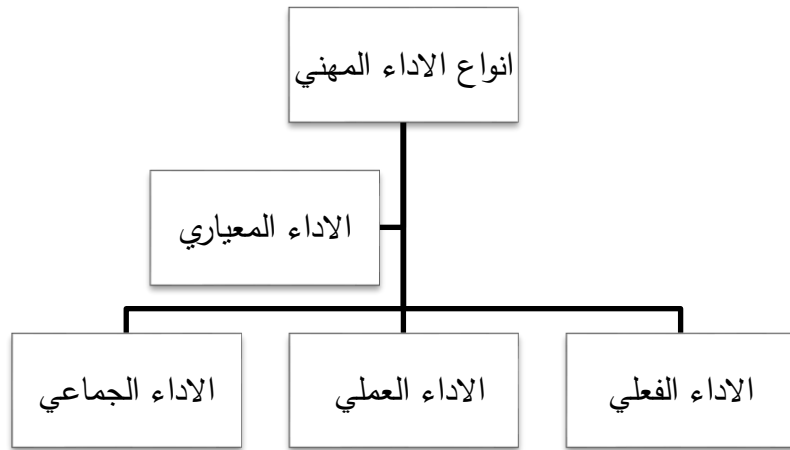 انواع الاداء المهني
الاداء المعياري
الاداء الفعلي
الاداء العملي
الاداء الجماعي